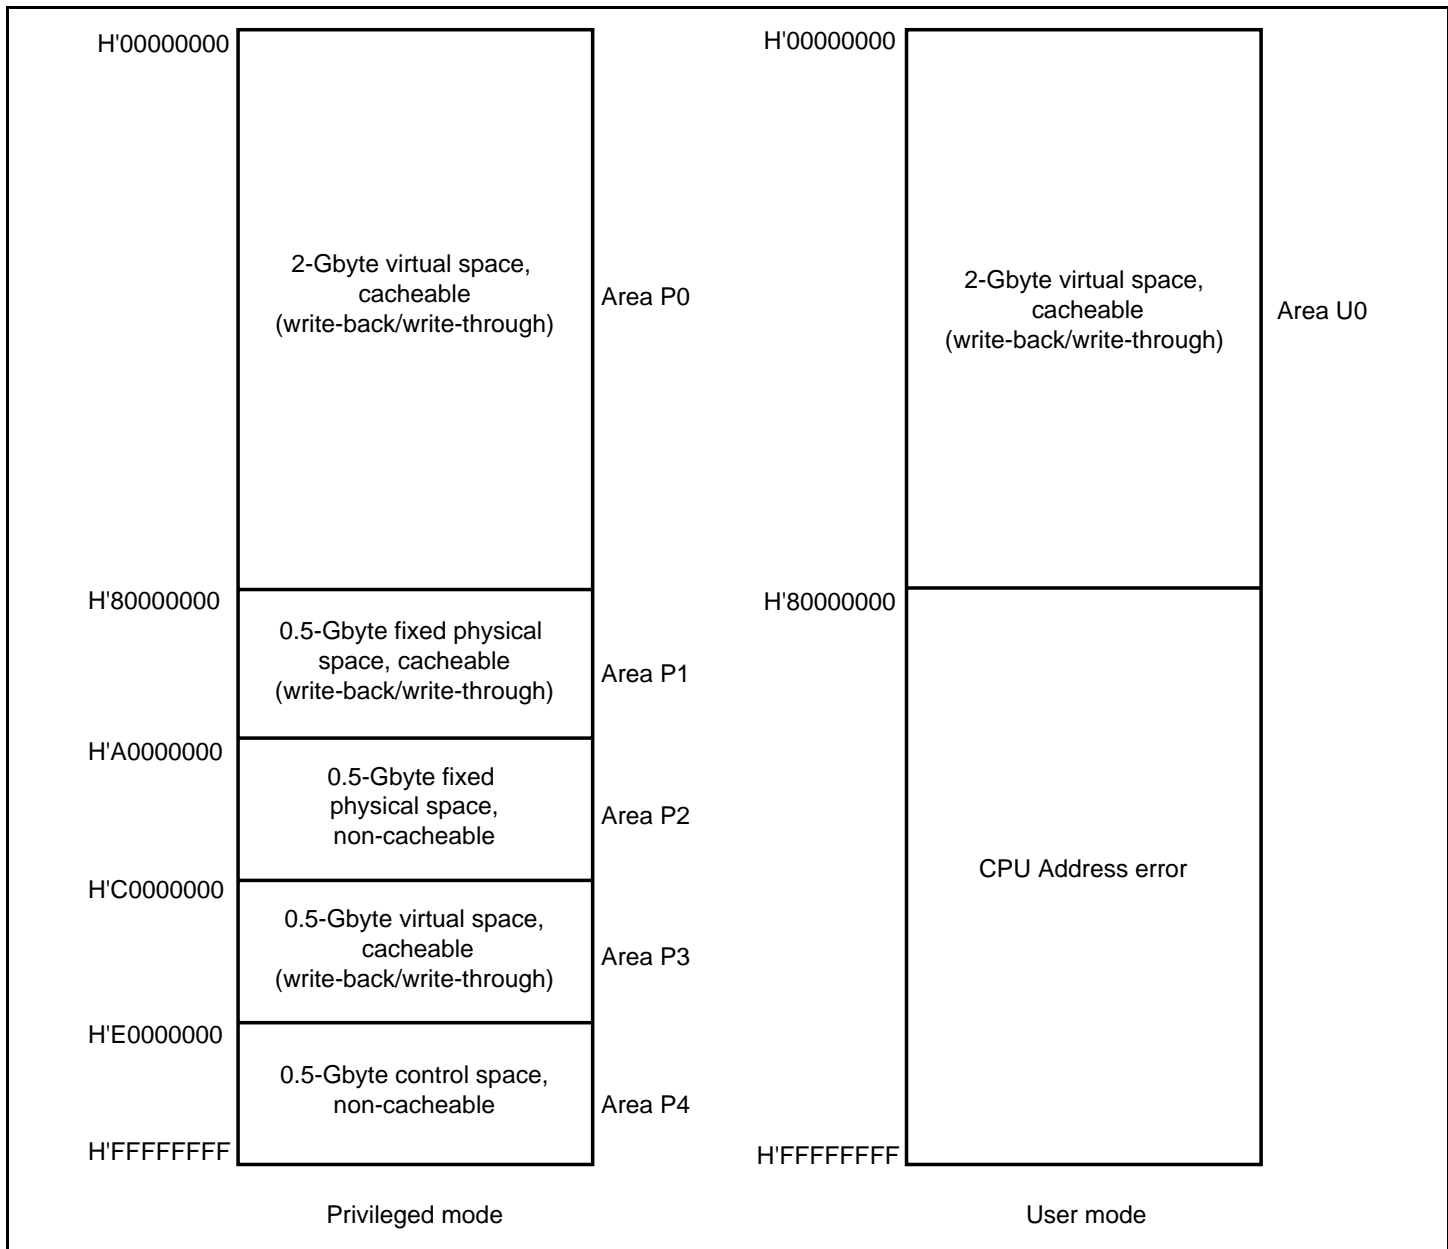 H'00000000
2-Gbyte virtual space,
cacheable
(write-back/write-through)
Area P0
H'80000000
0.5-Gbyte fixed physical
space, cacheable
(write-back/write-through)
Area P1
H'A0000000
0.5-Gbyte fixed
physical space,
non-cacheable
Area P2
H'C0000000
0.5-Gbyte virtual space,
cacheable
(write-back/write-through)
Area P3
H'E0000000
0.5-Gbyte control space,
non-cacheable
Area P4
H'FFFFFFFF
Privileged mode
H'00000000
2-Gbyte virtual space,
cacheable
(write-back/write-through)
Area U0
H'80000000
CPU Address error
H'FFFFFFFF
User mode